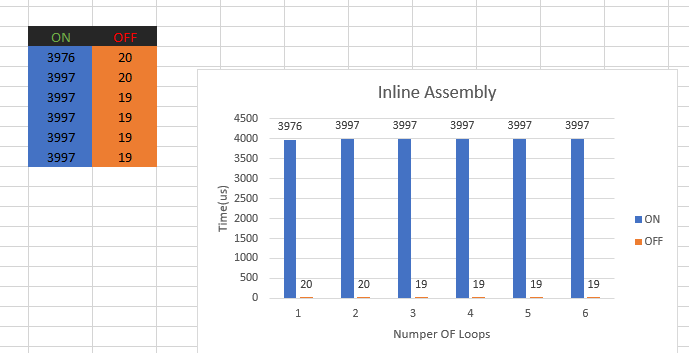 ON OFF
3976 20
3997 20
3997 19
3997 19
3997 19
3997 19
Inline Assembly
4500
4000
3500
3000
2500
2000
1500
1000
500
0
Time(us)
3976 3997 3997 3997 3997 3997
20 20 19 19 19 19
1 2 3 4 5 6
Numper OF Loops
ON
OFF